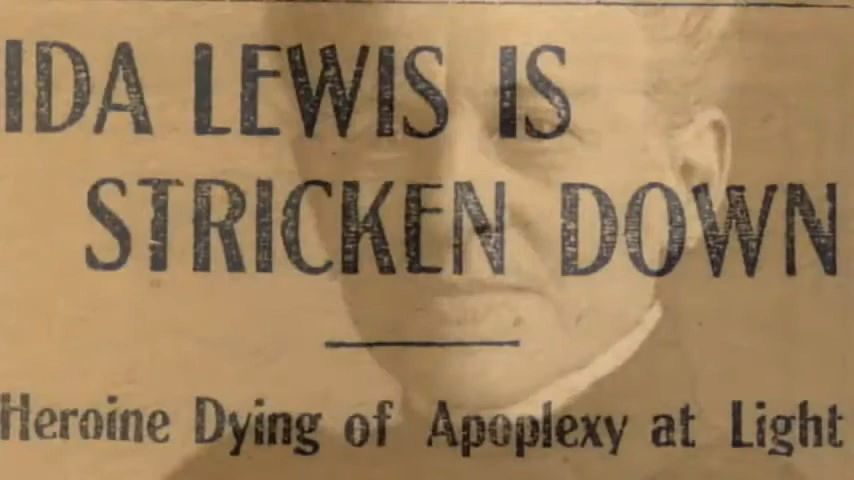 IDA LEWIS IS
STRICKEN DOWN
Heroine Dying of Apoplexy at Light